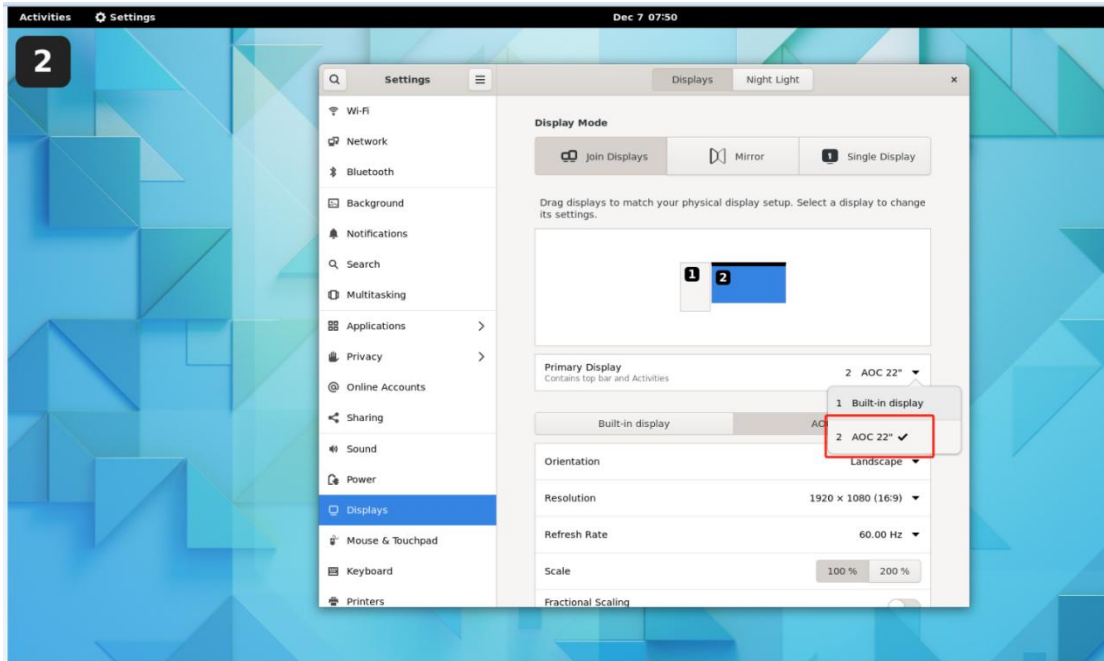 Activities Settings Dec 7 07:50
2
Settings Displays Night Light
Wi-Fi
Network
Bluetooth
Background
Notifications
Search
Multitasking
Applications
Privacy
Online Accounts
Sharing
Sound
Power
Displays
Mouse & Touchpad
Keyboard
Printers
Display Mode
Join Displays Mirror 1 Single Display
Drag displays to match your physical display setup. Select a display to change
its settings.
1 2
Primary Display 2 AOC 22"
Contains top bar and Activities
1 Built-in display
2 AOC 22" ✔
Built-in display AO
Orientation Landscape
Resolution 1920 × 1080 (16:9)
Refresh Rate 60.00 Hz
Scale 100 % 200 %
Fractional Scaling